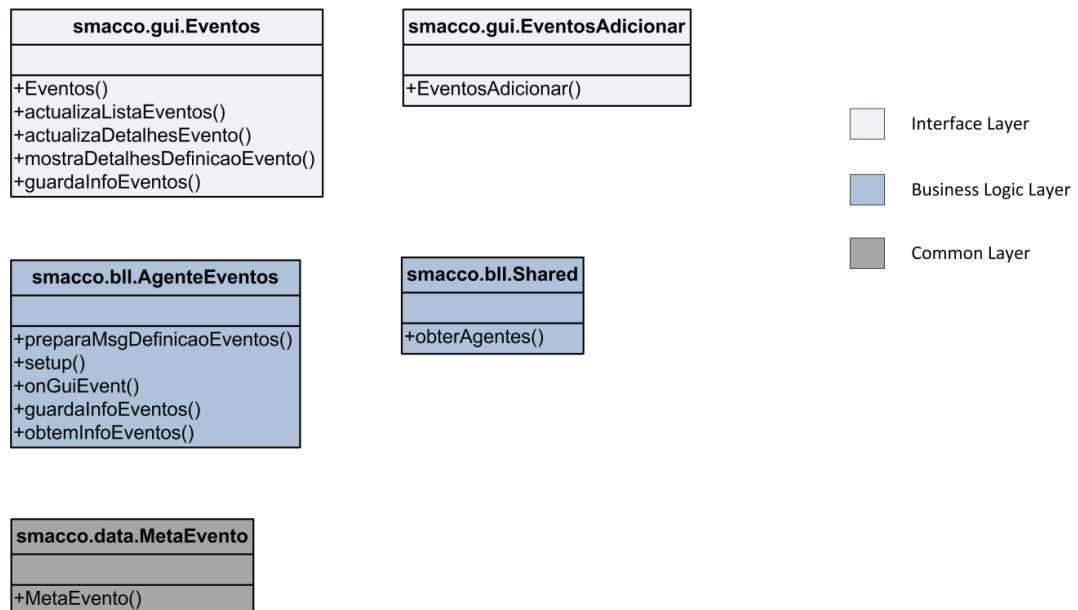 smacco.gui.Eventos
+Eventos()
+actualizaListaEventos()
+actualizaDetalhesEvento()
+mostraDetalhesDefinicaoEvento()
+guardaInfoEventos()
smacco.gui.EventosAdicionar
+EventosAdicionar()
Interface Layer
Business Logic Layer
Common Layer
smacco.bll.AgenteEventos
+preparaMsgDefinicaoEventos()
+setup()
+onGuiEvent()
+guardaInfoEventos()
+obtemInfoEventos()
smacco.bll.Shared
+obterAgentes()
smacco.data.MetaEvento
+MetaEvento()